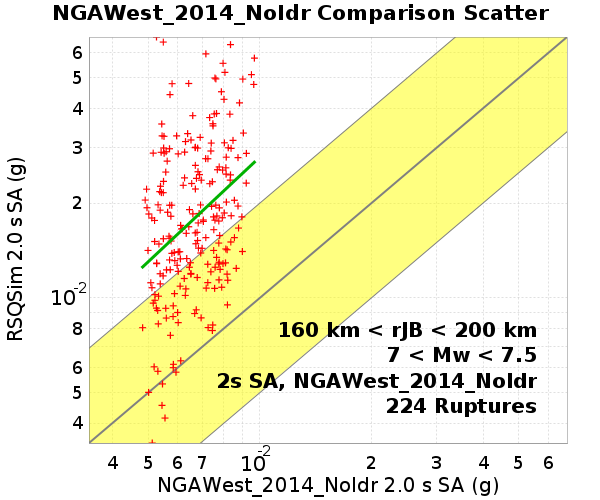 NGAWest_2014_NoIdr Comparison Scatter
RSQSim 2.0 s SA (g)
6
5
4
3
2
10-2
8
6
5
4
160 km < rJB < 200 km
7 < Mw < 7.5
2s SA, NGAWest_2014_NoIdr
224 Ruptures
4 5 6 7 10-2 2 3 4 5 6
NGAWest_2014_NoIdr 2.0 s SA (g)